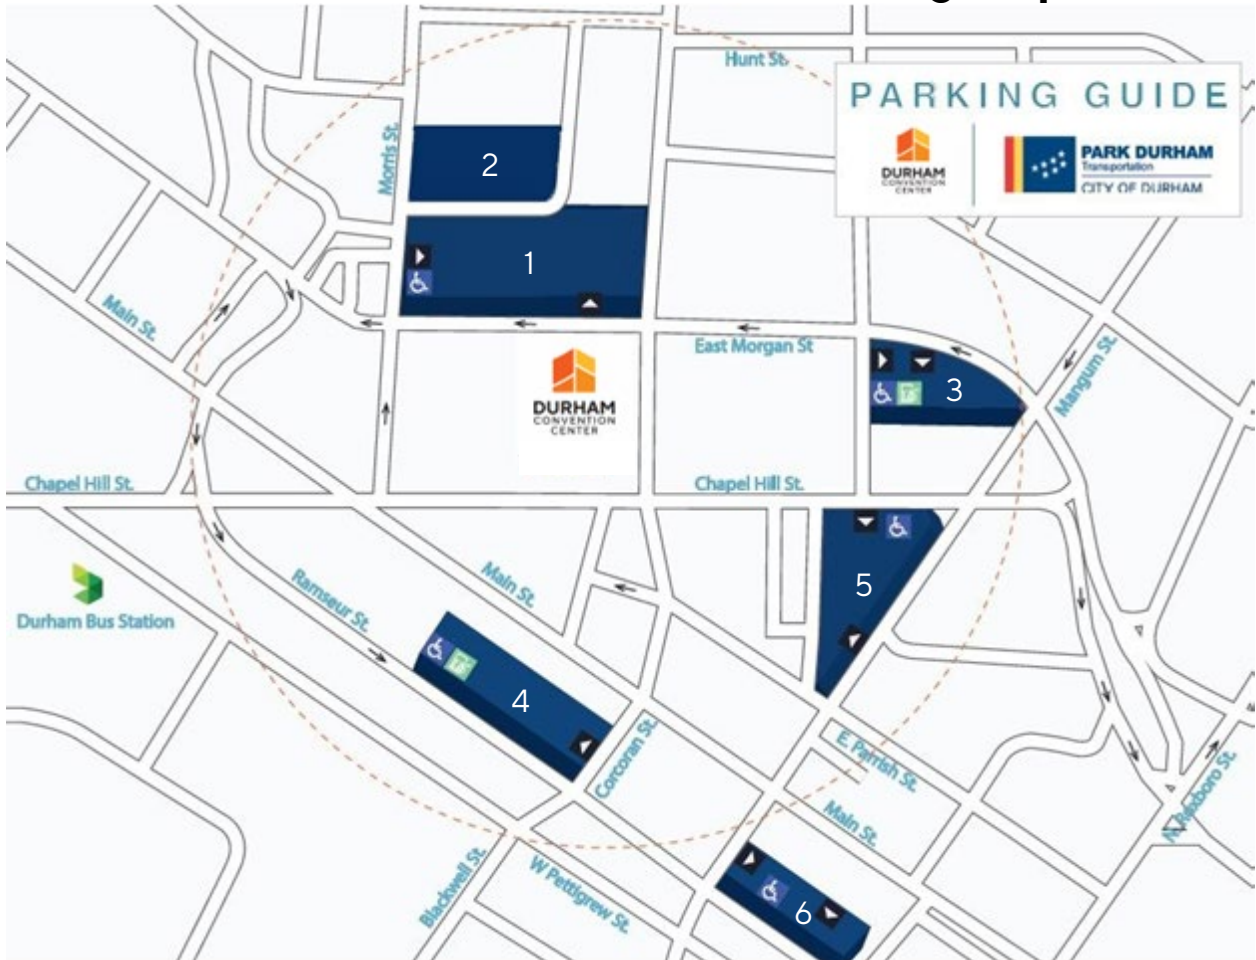 Hunt St.
PARKING GUIDE
DURHAM
CONVENTION
CENTER
PARK DURHAM
Transportation
CITY OF DURHAM
Morris St.
2
1
Main St.
East Morgan St
Mangum St.
3
DURHAM
CONVENTION
CENTER
Chapel Hill St.
Chapel Hill St.
Main St.
5
Ramseur St.
Durham Bus Station
4
Corcoran St.
E. Parrish St.
N. Roxboro St.
Main St.
Blackwell St.
W Pettigrew St.
6